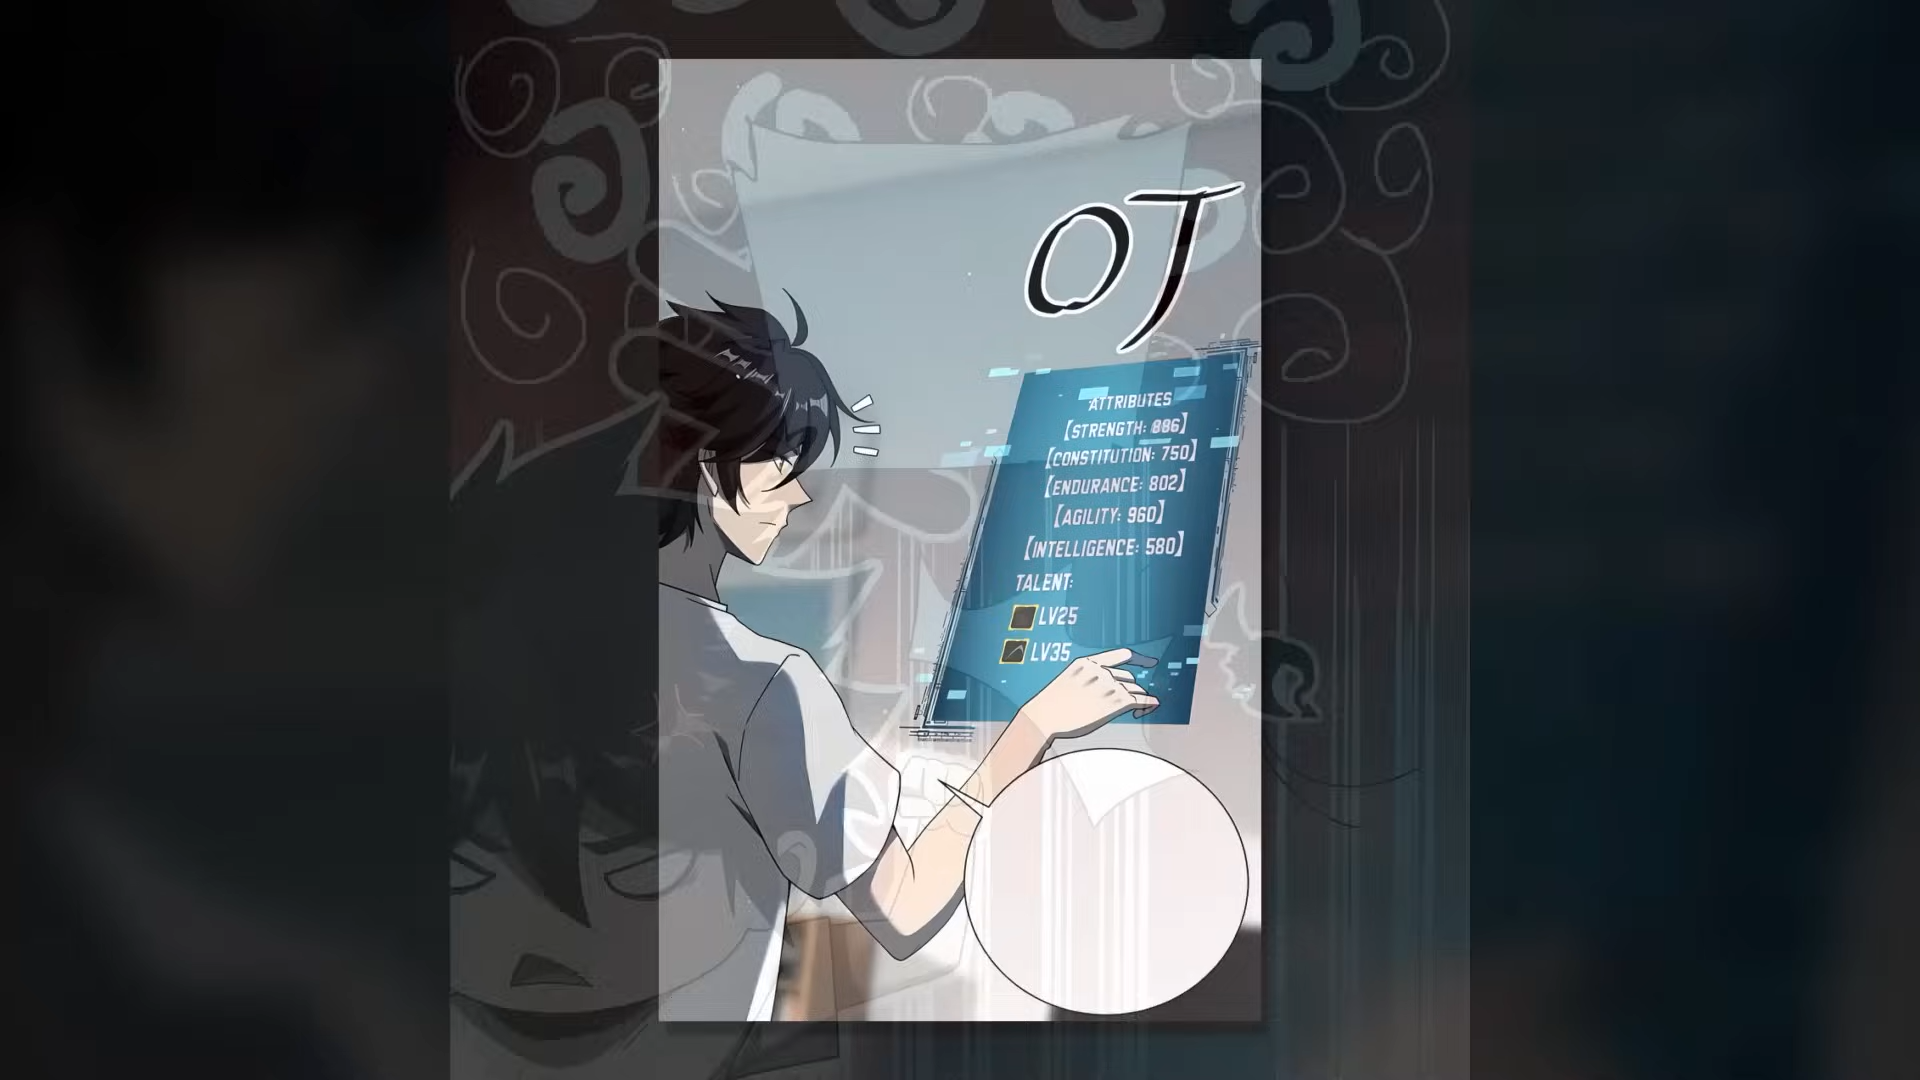 OT
ATTRIBUTES
【STRENGTH: 886】
【CONSTITUTION: 750】
【ENDURANCE: 802】
【AGILITY: 960】
【INTELLIGENCE: 580】
TALENT:
LV25
LV35